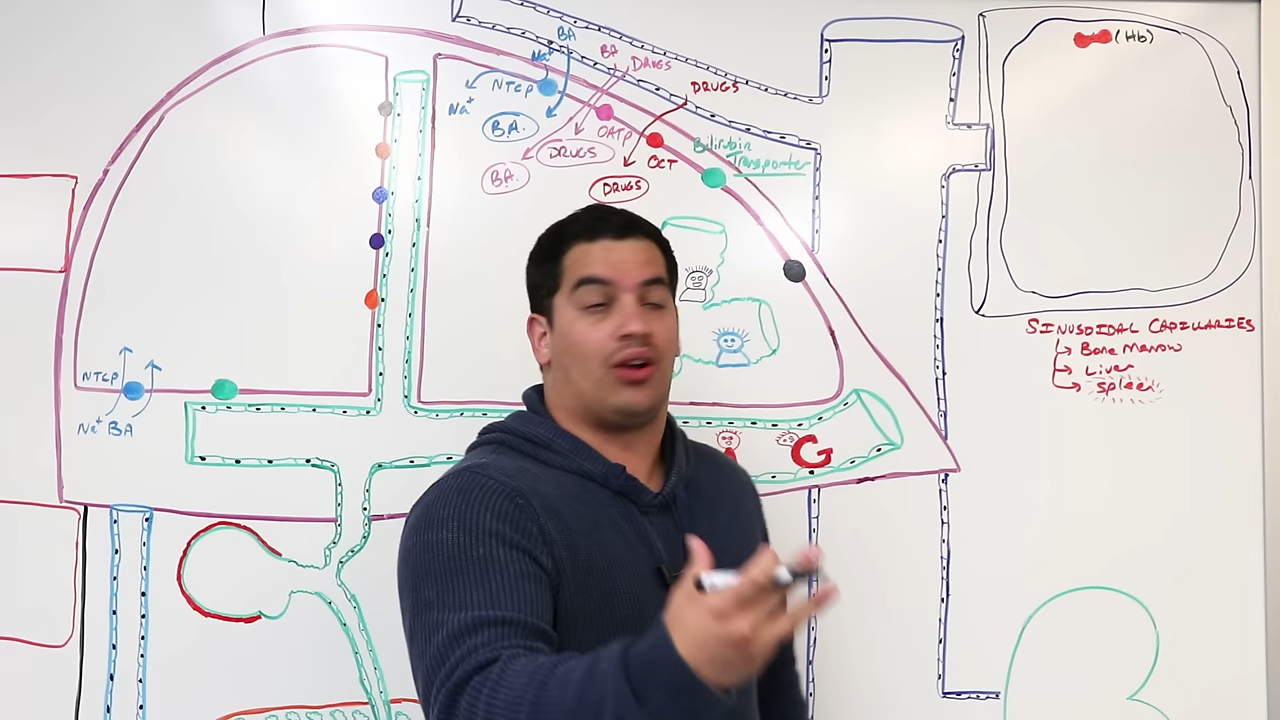 BA
Na⁺
NTCP
Na⁺
B.A.
BA
DRUGS
OATP
DRUGS
B.A.
DRUGS
OCT
DRUGS
Bilirubin
Transporter
(Hb)
SINUSOIDAL CAPILLARIES
Bone Marrow
Liver
Spleen
NTCP
Na⁺ BA
G